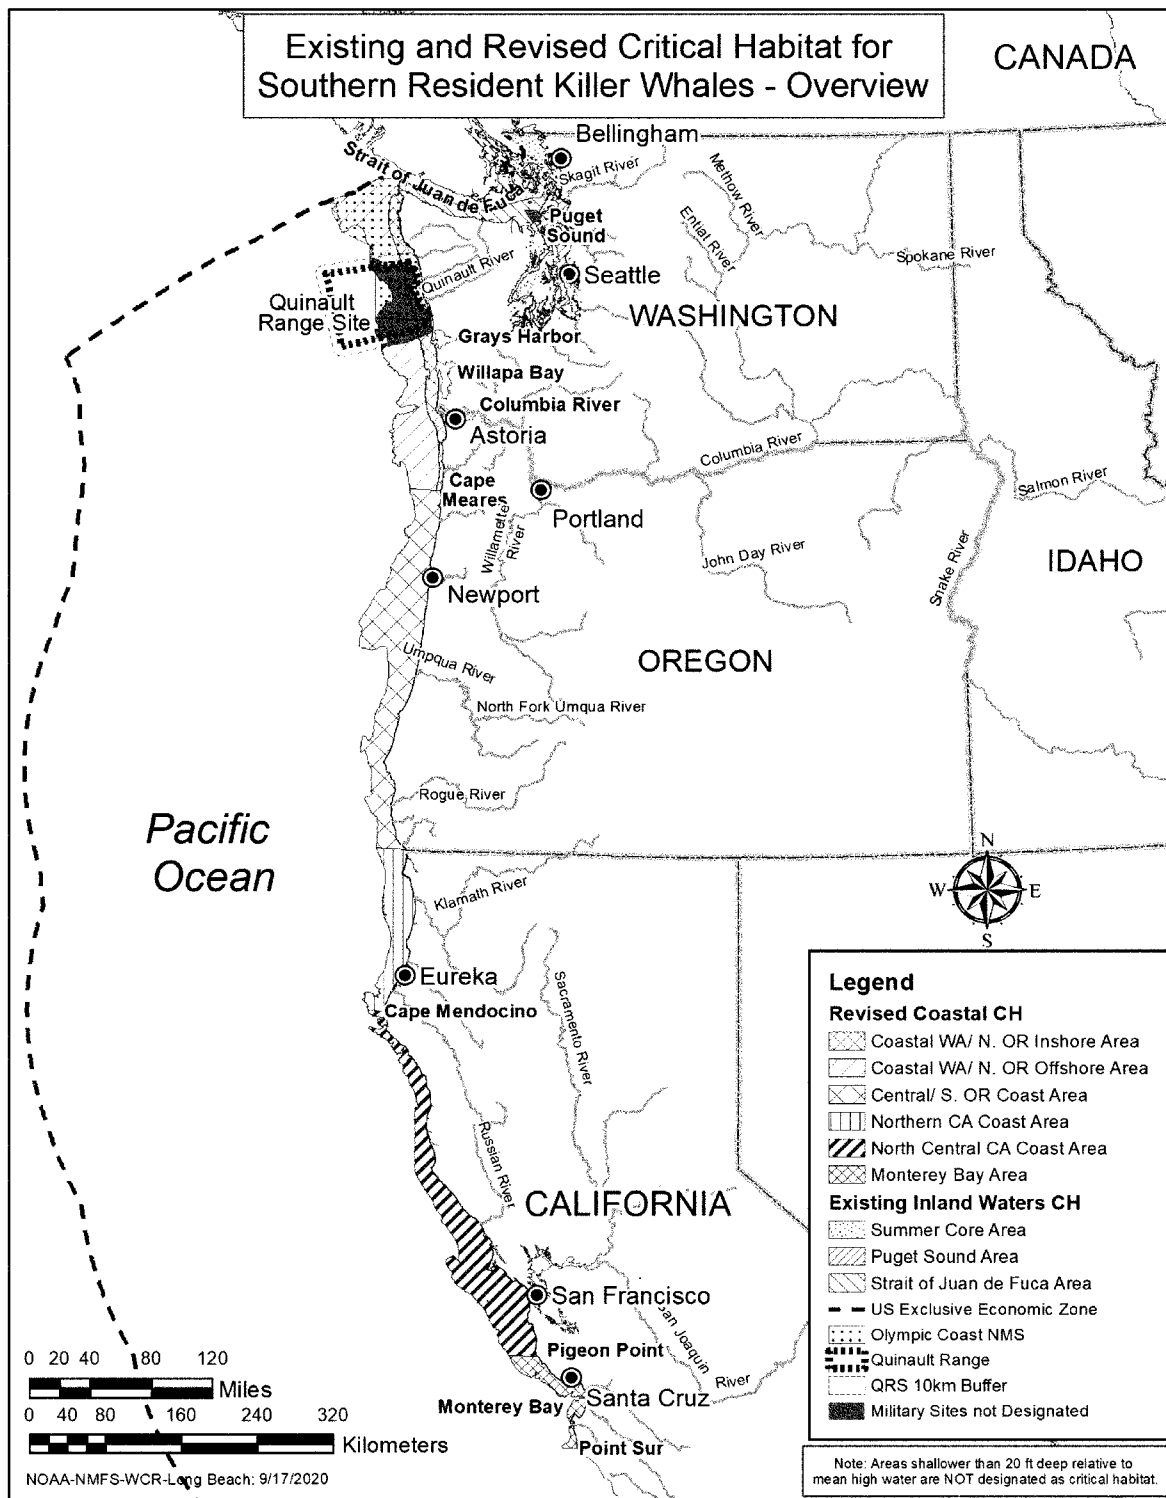 Existing and Revised Critical Habitat for
Southern Resident Killer Whales - Overview
CANADA
Bellingham
Strait of Juan de Fuca
Skagit River
Methow River
Puget
Sound
Entiat River
Spokane River
Quinault River
Seattle
Quinault
Range Site
WASHINGTON
Grays Harbor
Willapa Bay
Columbia River
Astoria
Columbia River
Cape
Meares
Salmon River
Portland
Willamette
River
John Day River
Snake River
IDAHO
Newport
Umpqua River
OREGON
North Fork Umqua River
Rogue River
Pacific
Ocean
N
W
E
S
Klamath River
Eureka
Sacramento River
Cape Mendocino
Russian River
CALIFORNIA
San Francisco
San Joaquin
River
Pigeon Point
Santa Cruz
Monterey Bay
Point Sur
Legend
Revised Coastal CH
Coastal WA/ N. OR Inshore Area
Coastal WA/ N. OR Offshore Area
Central/ S. OR Coast Area
Northern CA Coast Area
North Central CA Coast Area
Monterey Bay Area
Existing Inland Waters CH
Summer Core Area
Puget Sound Area
Strait of Juan de Fuca Area
US Exclusive Economic Zone
Olympic Coast NMS
Quinault Range
QRS 10km Buffer
Military Sites not Designated
0 20 40 80 120
Miles
0 40 80 160 240 320
Kilometers
NOAA-NMFS-WCR-Long Beach: 9/17/2020
Note: Areas shallower than 20 ft deep relative to
mean high water are NOT designated as critical habitat.